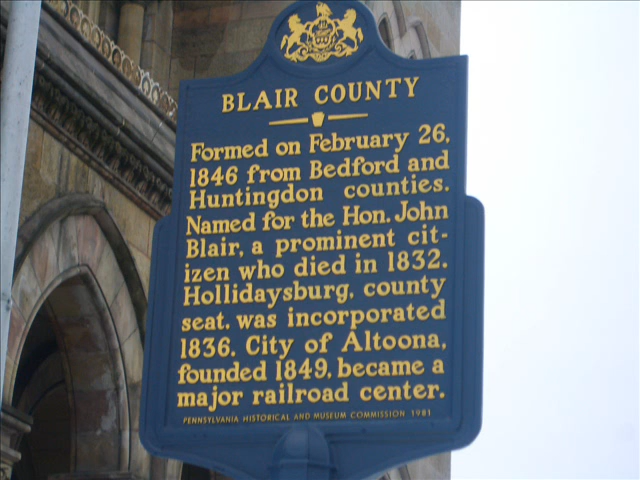 BLAIR COUNTY
Formed on February 26,
1846 from Bedford and
Huntingdon counties.
Named for the Hon. John
Blair, a prominent cit-
izen who died in 1832.
Hollidaysburg, county
seat, was incorporated
1836. City of Altoona,
founded 1849, became a
major railroad center.
PENNSYLVANIA HISTORICAL AND MUSEUM COMMISSION 1981